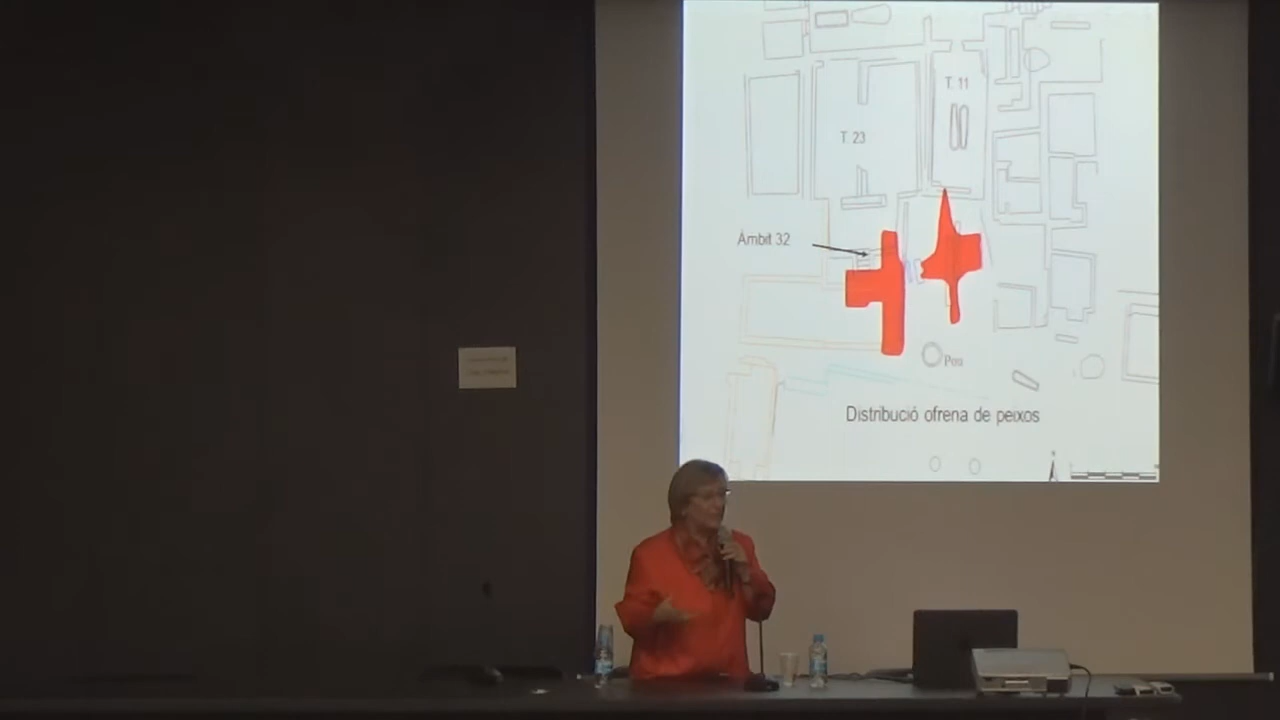 T. 11
T. 23
Àmbit 32
Pou
Distribució ofrena de peixos